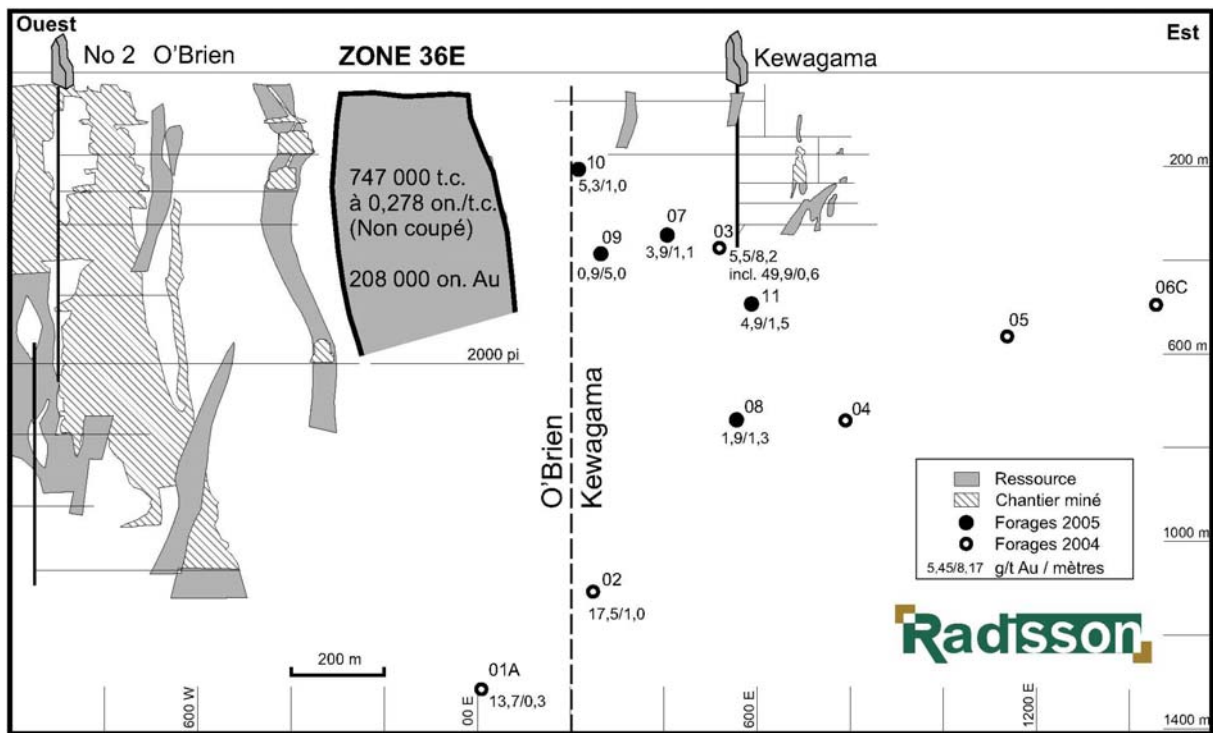 Ouest
Est
No 2 O'Brien
ZONE 36E
Kewagama
747 000 t.c.
à 0,278 on./t.c.
(Non coupé)
208 000 on. Au
2000 pi
O'Brien
Kewagama
10
5,3/1,0
09
0,9/5,0
07
3,9/1,1
03
5,5/8,2
incl. 49,9/0,6
11
4,9/1,5
06C
05
08
1,9/1,3
04
02
17,5/1,0
01A
13,7/0,3
200 m
600 m
1000 m
1400 m
Ressource
Chantier miné
Forages 2005
Forages 2004
5,45/8,17 g/t Au / mètres
Radisson
200 m
600 W
00 E
600 E
1200 E